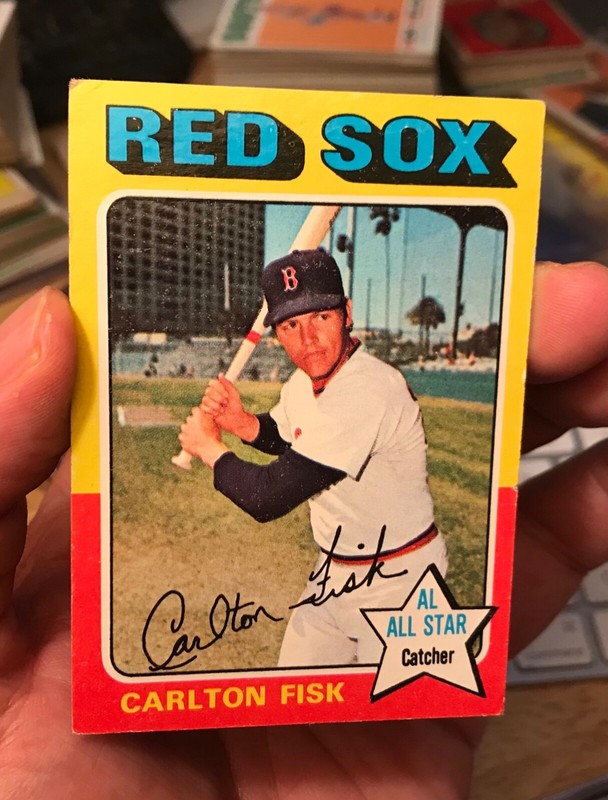 RED SOX
B
Carlton Fisk
AL
ALL STAR
Catcher
CARLTON FISK